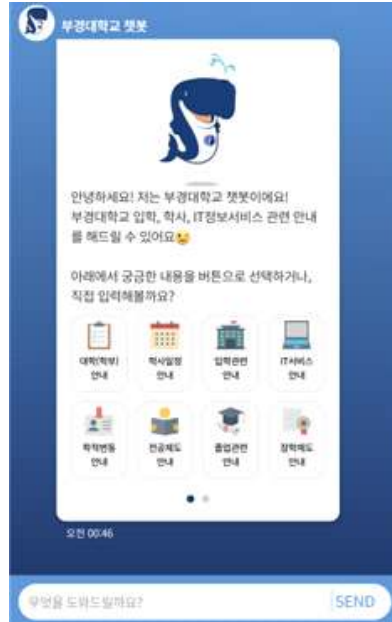 부경대학교 챗봇
안녕하세요! 저는 부경대학교 챗봇이에요!
부경대학교 입학, 학사, IT정보서비스 관련 안내
를 해드릴 수 있어요
아래에서 궁금한 내용을 버튼으로 선택하거나,
직접 입력해볼까요?
대학(학부) 학사일정 입학관련 IT서비스
안내 안내 안내 안내
학적변동 전공제도 졸업관련 장학제도
안내 안내 안내 안내
오전 00:46
무엇을 도와드릴까요? SEND